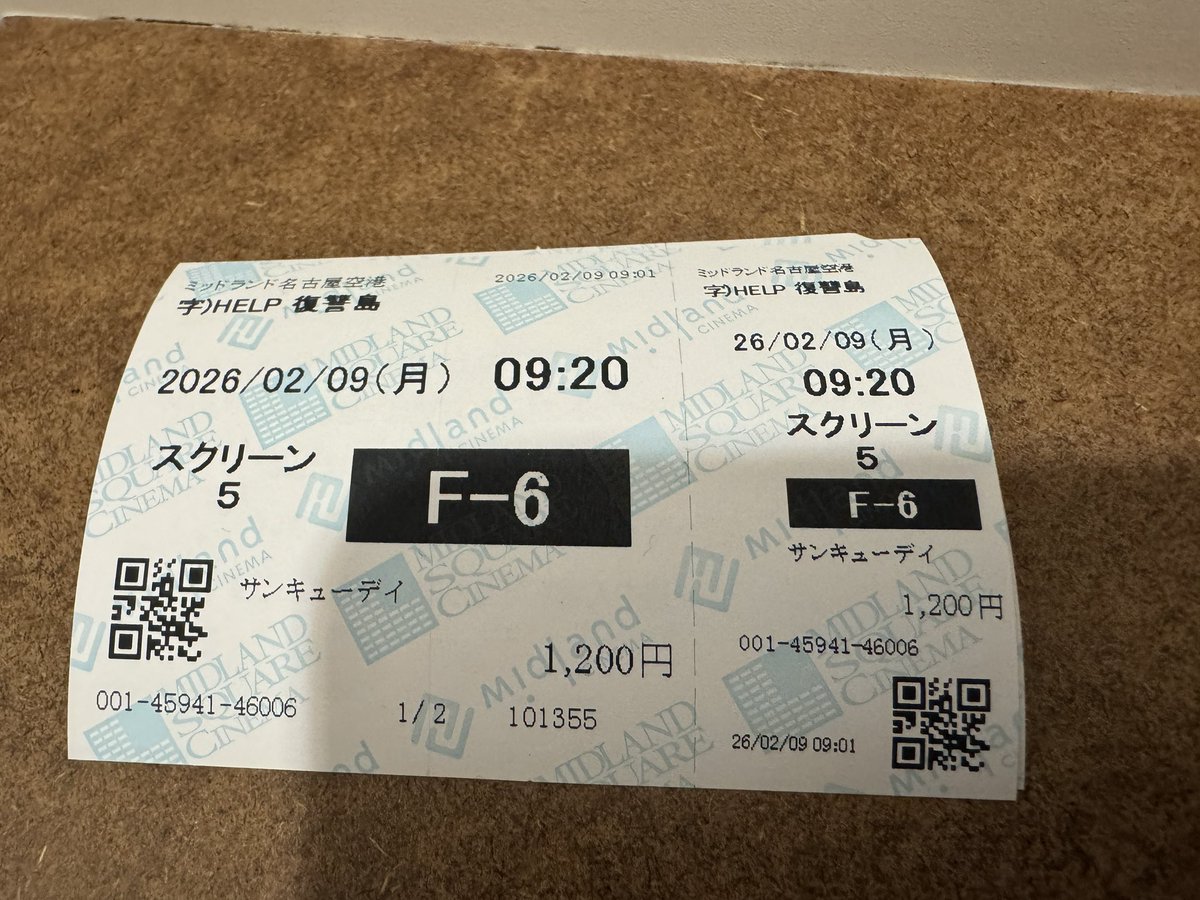 ミッドランド名古屋空港
2026/02/09 09:01
字)HELP 復讐島
2026/02/09(月) 09:20
スクリーン
5
F-6
サンキューデイ
1,200円
001-45941-46006
1/2
101355
ミッドランド名古屋空港
字)HELP 復讐島
26/02/09(月)
09:20
スクリーン
5
F-6
サンキューデイ
1,200円
001-45941-46006
26/02/09 09:01
MIDLAND
SQUARE
CINEMA
midland
CINEMA